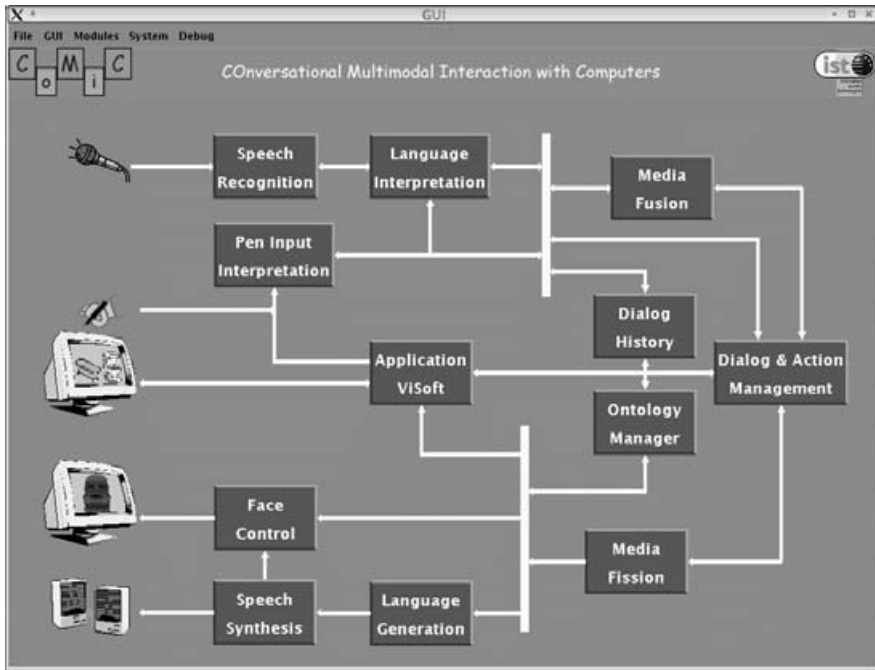 X
GUI
File GUI Modules System Debug
C o M i C
COnversational Multimodal Interaction with Computers
ist
Speech
Recognition
Language
Interpretation
Media
Fusion
Pen Input
Interpretation
Dialog
History
Application
ViSoft
Dialog & Action
Management
Ontology
Manager
Face
Control
Media
Fission
Speech
Synthesis
Language
Generation